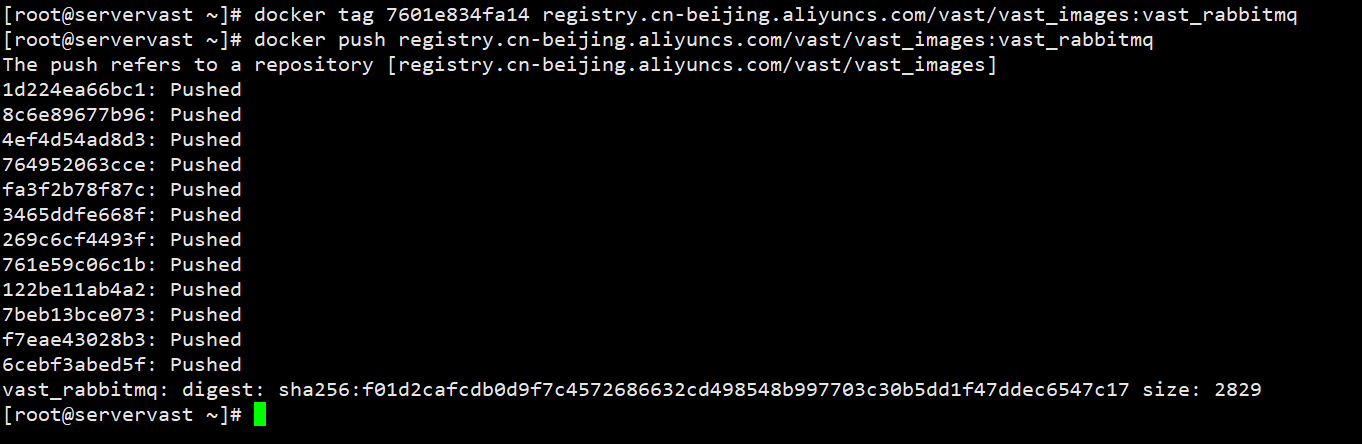 [root@servervast ~]# docker tag 7601e834fa14 registry.cn-beijing.aliyuncs.com/vast/vast_images:vast_rabbitmq
[root@servervast ~]# docker push registry.cn-beijing.aliyuncs.com/vast/vast_images:vast_rabbitmq
The push refers to a repository [registry.cn-beijing.aliyuncs.com/vast/vast_images]
1d224ea66bc1: Pushed
8c6e89677b96: Pushed
4ef4d54ad8d3: Pushed
764952063cce: Pushed
fa3f2b78f87c: Pushed
3465ddfe668f: Pushed
269c6cf4493f: Pushed
761e59c06c1b: Pushed
122be11ab4a2: Pushed
7beb13bce073: Pushed
f7eae43028b3: Pushed
6cebf3abed5f: Pushed
vast_rabbitmq: digest: sha256:f01d2cafcdb0d9f7c4572686632cd498548b997703c30b5dd1f47ddec6547c17 size: 2829
[root@servervast ~]#